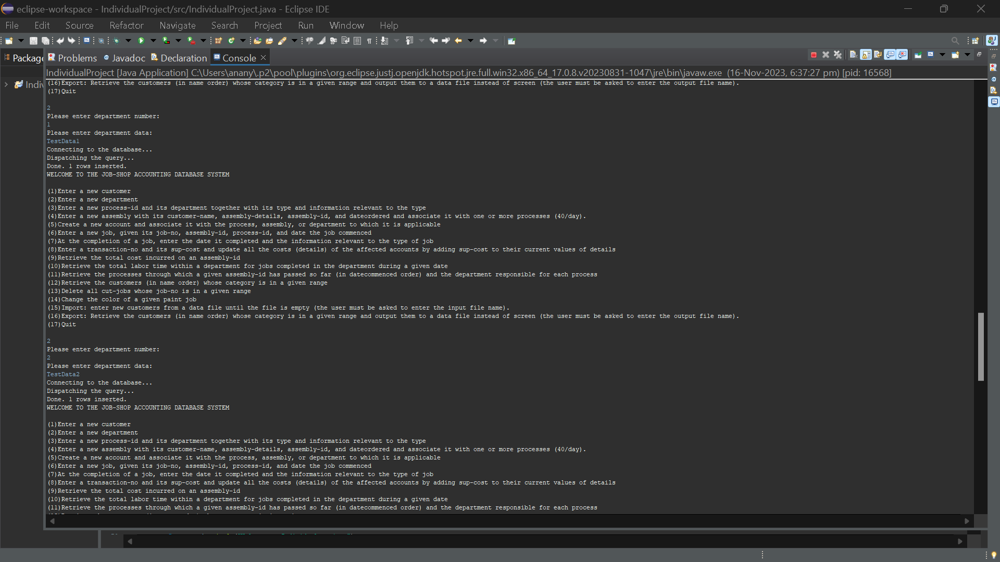 eclipse-workspace - IndividualProject/src/IndividualProject.java - Eclipse IDE
File Edit Source Refactor Navigate Search Project Run Window Help
Package Problems Javadoc Declaration Console
IndividualProject [Java Application] C:\Users\anany\.p2\pool\plugins\org.eclipse.justj.openjdk.hotspot.jre.full.win32.x86_64_17.0.8.v20230831-1047\jre\bin\javaw.exe (16-Nov-2023, 6:37:27 pm) [pid: 16568]
Indiv
(16)Export: Retrieve the customers (in name order) whose category is in a given range and output them to a data file instead of screen (the user must be asked to enter the output file name).
(17)Quit
2
Please enter department number:
1
Please enter department data:
TestData1
Connecting to the database...
Dispatching the query...
Done. 1 rows inserted.
WELCOME TO THE JOB-SHOP ACCOUNTING DATABASE SYSTEM
(1)Enter a new customer
(2)Enter a new department
(3)Enter a new process-id and its department together with its type and information relevant to the type
(4)Enter a new assembly with its customer-name, assembly-details, assembly-id, and dateordered and associate it with one or more processes (40/day).
(5)Create a new account and associate it with the process, assembly, or department to which it is applicable
(6)Enter a new job, given its job-no, assembly-id, process-id, and date the job commenced
(7)At the completion of a job, enter the date it completed and the information relevant to the type of job
(8)Enter a transaction-no and its sup-cost and update all the costs (details) of the affected accounts by adding sup-cost to their current values of details
(9)Retrieve the total cost incurred on an assembly-id
(10)Retrieve the total labor time within a department for jobs completed in the department during a given date
(11)Retrieve the processes through which a given assembly-id has passed so far (in datecommenced order) and the department responsible for each process
(12)Retrieve the customers (in name order) whose category is in a given range
(13)Delete all cut-jobs whose job-no is in a given range
(14)Change the color of a given paint job
(15)Import: enter new customers from a data file until the file is empty (the user must be asked to enter the input file name).
(16)Export: Retrieve the customers (in name order) whose category is in a given range and output them to a data file instead of screen (the user must be asked to enter the output file name).
(17)Quit
2
Please enter department number:
2
Please enter department data:
TestData2
Connecting to the database...
Dispatching the query...
Done. 1 rows inserted.
WELCOME TO THE JOB-SHOP ACCOUNTING DATABASE SYSTEM
(1)Enter a new customer
(2)Enter a new department
(3)Enter a new process-id and its department together with its type and information relevant to the type
(4)Enter a new assembly with its customer-name, assembly-details, assembly-id, and dateordered and associate it with one or more processes (40/day).
(5)Create a new account and associate it with the process, assembly, or department to which it is applicable
(6)Enter a new job, given its job-no, assembly-id, process-id, and date the job commenced
(7)At the completion of a job, enter the date it completed and the information relevant to the type of job
(8)Enter a transaction-no and its sup-cost and update all the costs (details) of the affected accounts by adding sup-cost to their current values of details
(9)Retrieve the total cost incurred on an assembly-id
(10)Retrieve the total labor time within a department for jobs completed in the department during a given date
(11)Retrieve the processes through which a given assembly-id has passed so far (in datecommenced order) and the department responsible for each process